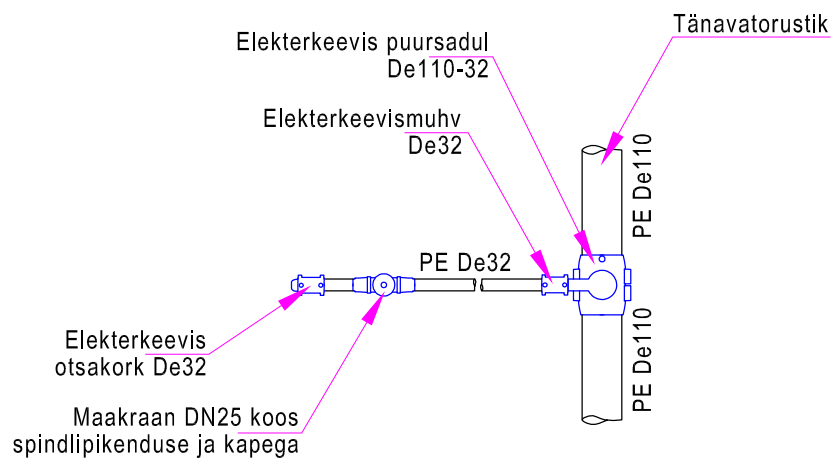 Tänavatorustik
Elekterkeevis puursadul
De110-32
Elekterkeevismuhv
De32
PE De110
PE De32
PE De110
Elekterkeevis
otsakork De32
Maakraan DN25 koos
spindlipikenduse ja kapega